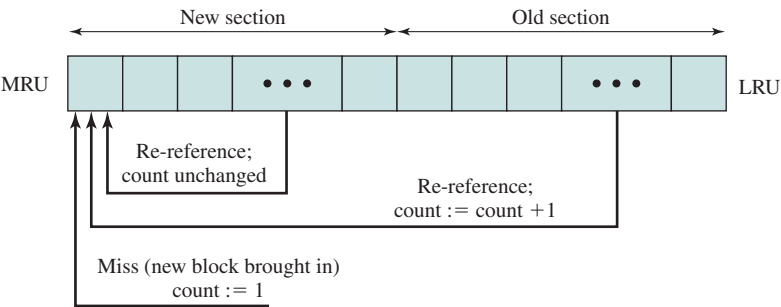 New section
Old section
MRU
LRU
Re-reference;
count unchanged
Re-reference;
count := count +1
Miss (new block brought in)
count := 1